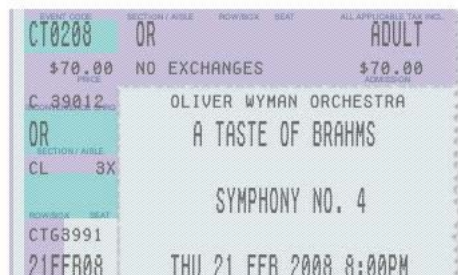 EVENT CODE SECTION / AISLE ROW/BOX SEAT ALL APPLICABLE TAX INCL.
CT0208 OR ADULT
$70.00 NO EXCHANGES $70.00
PRICE ADMISSION
C 39012 OLIVER WYMAN ORCHESTRA
OR A TASTE OF BRAHMS
SECTION / AISLE
CL 3X
SYMPHONY NO. 4
ROW/BOX SEAT
CTG3991
21FEB08 THU 21 FEB 2008 8:00PM